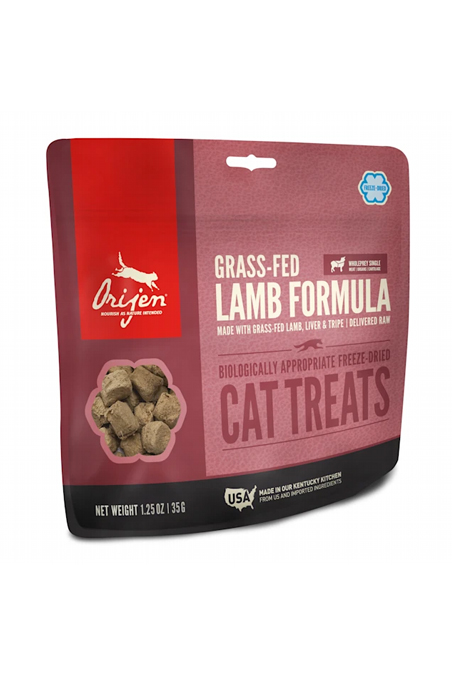 FREEZE-DRIED
GRASS-FED
LAMB FORMULA
WHOLEPREY SINGLE
MADE WITH GRASS-FED LAMB, LIVER & TRIPE | DELIVERED RAW
Orijen
NOURISH AS NATURE INTENDED
BIOLOGICALLY APPROPRIATE FREEZE-DRIED
CAT TREATS
USA
MADE IN OUR KENTUCKY KITCHEN
FROM US AND IMPORTED INGREDIENTS
NET WEIGHT 1.25 OZ | 35 G